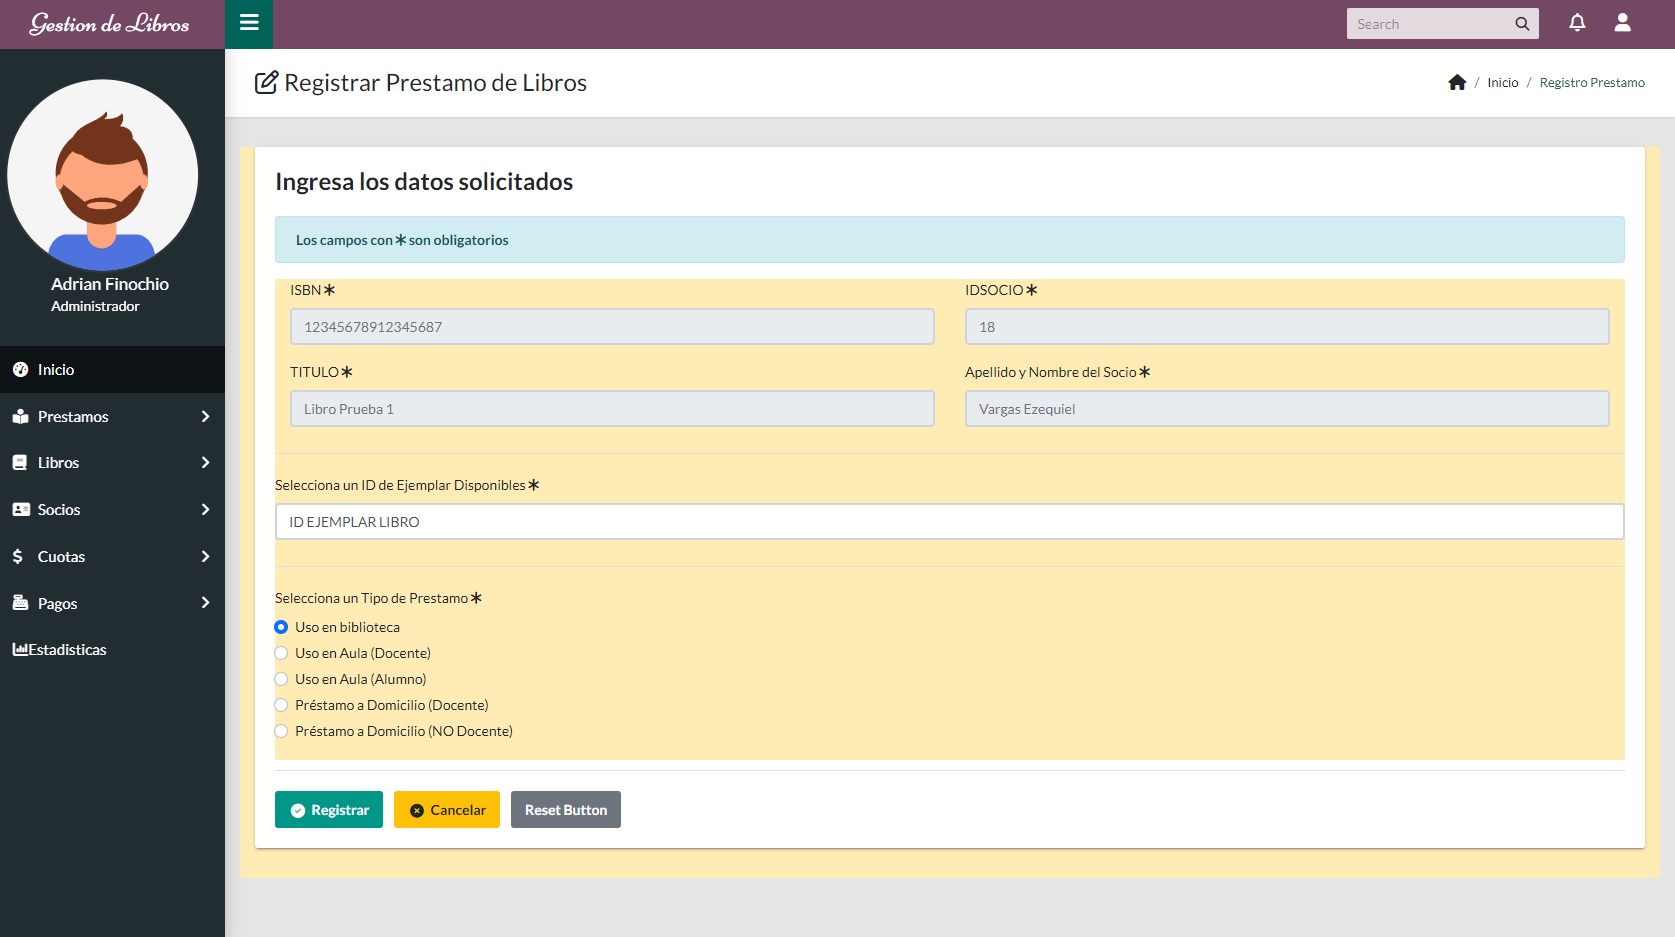 Gestion de Libros
Search
Registrar Prestamo de Libros
/ Inicio / Registro Prestamo
Adrian Finochio
Administrador
Inicio
Prestamos
Libros
Socios
Cuotas
Pagos
Estadisticas
Ingresa los datos solicitados
Los campos con * son obligatorios
ISBN *
12345678912345687
IDSOCIO *
18
TITULO *
Libro Prueba 1
Apellido y Nombre del Socio *
Vargas Ezequiel
Selecciona un ID de Ejemplar Disponibles *
ID EJEMPLAR LIBRO
Selecciona un Tipo de Prestamo *
Uso en biblioteca
Uso en Aula (Docente)
Uso en Aula (Alumno)
Préstamo a Domicilio (Docente)
Préstamo a Domicilio (NO Docente)
Registrar
Cancelar
Reset Button